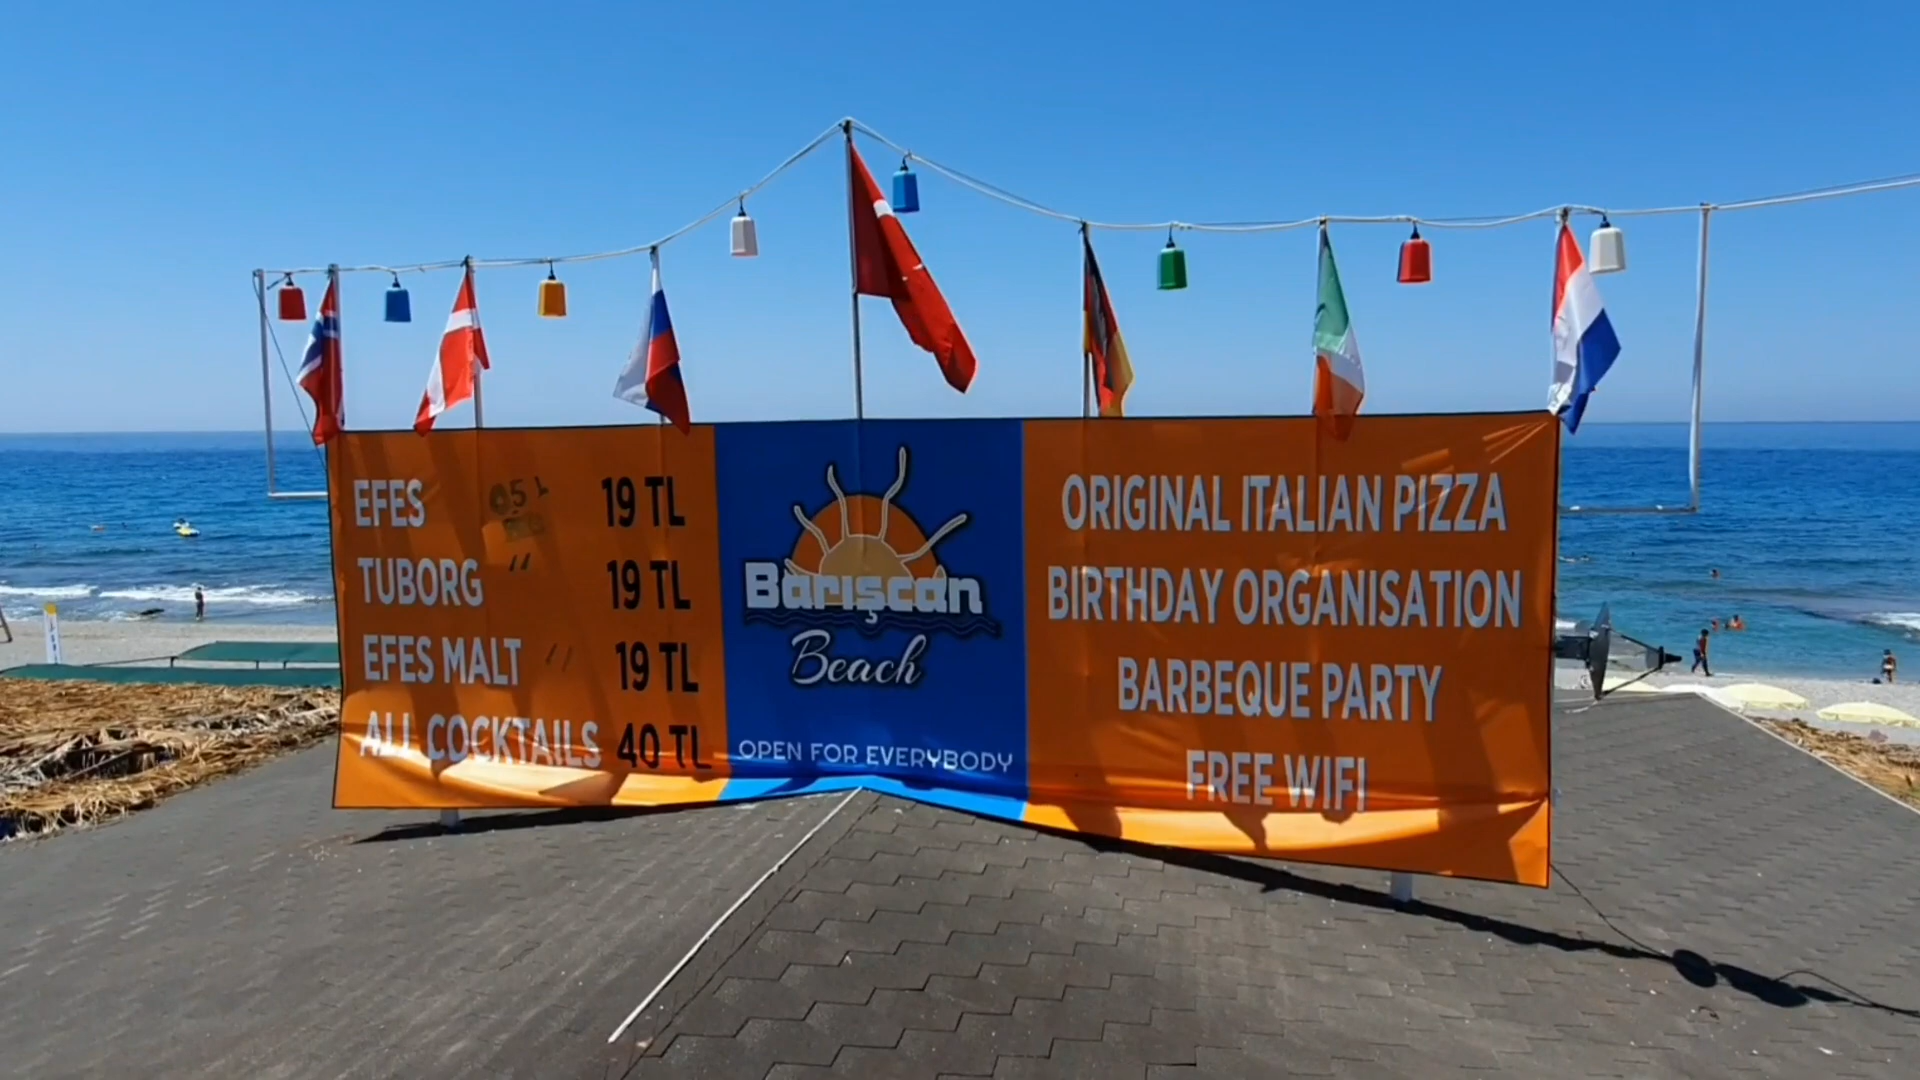 EFES 19 TL
TUBORG " 19 TL
EFES MALT " 19 TL
ALL COCKTAILS 40 TL
Barışcan
Beach
OPEN FOR EVERYBODY
ORIGINAL ITALIAN PIZZA
BIRTHDAY ORGANISATION
BARBEQUE PARTY
FREE WIFI